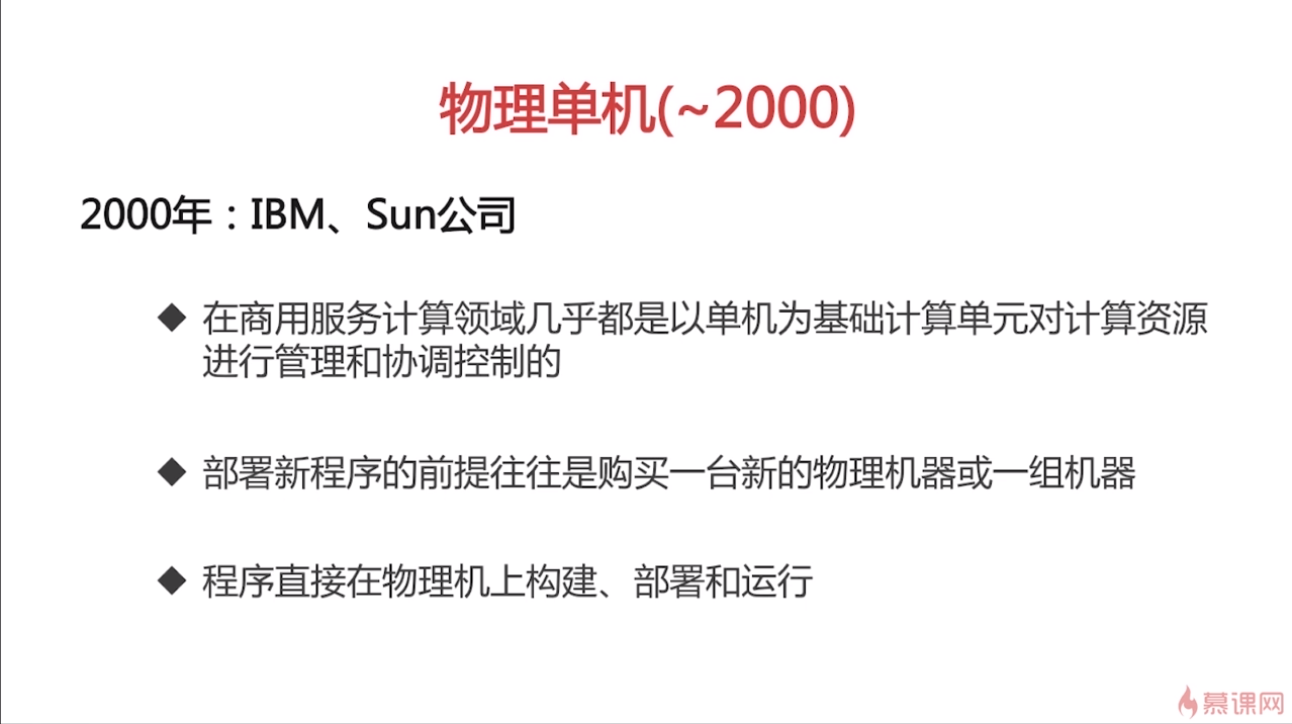 物理单机(~2000)
2000年：IBM、Sun公司
◆ 在商用服务计算领域几乎都是以单机为基础计算单元对计算资源
进行管理和协调控制的
◆ 部署新程序的前提往往是购买一台新的物理机器或一组机器
◆ 程序直接在物理机上构建、部署和运行
慕课网